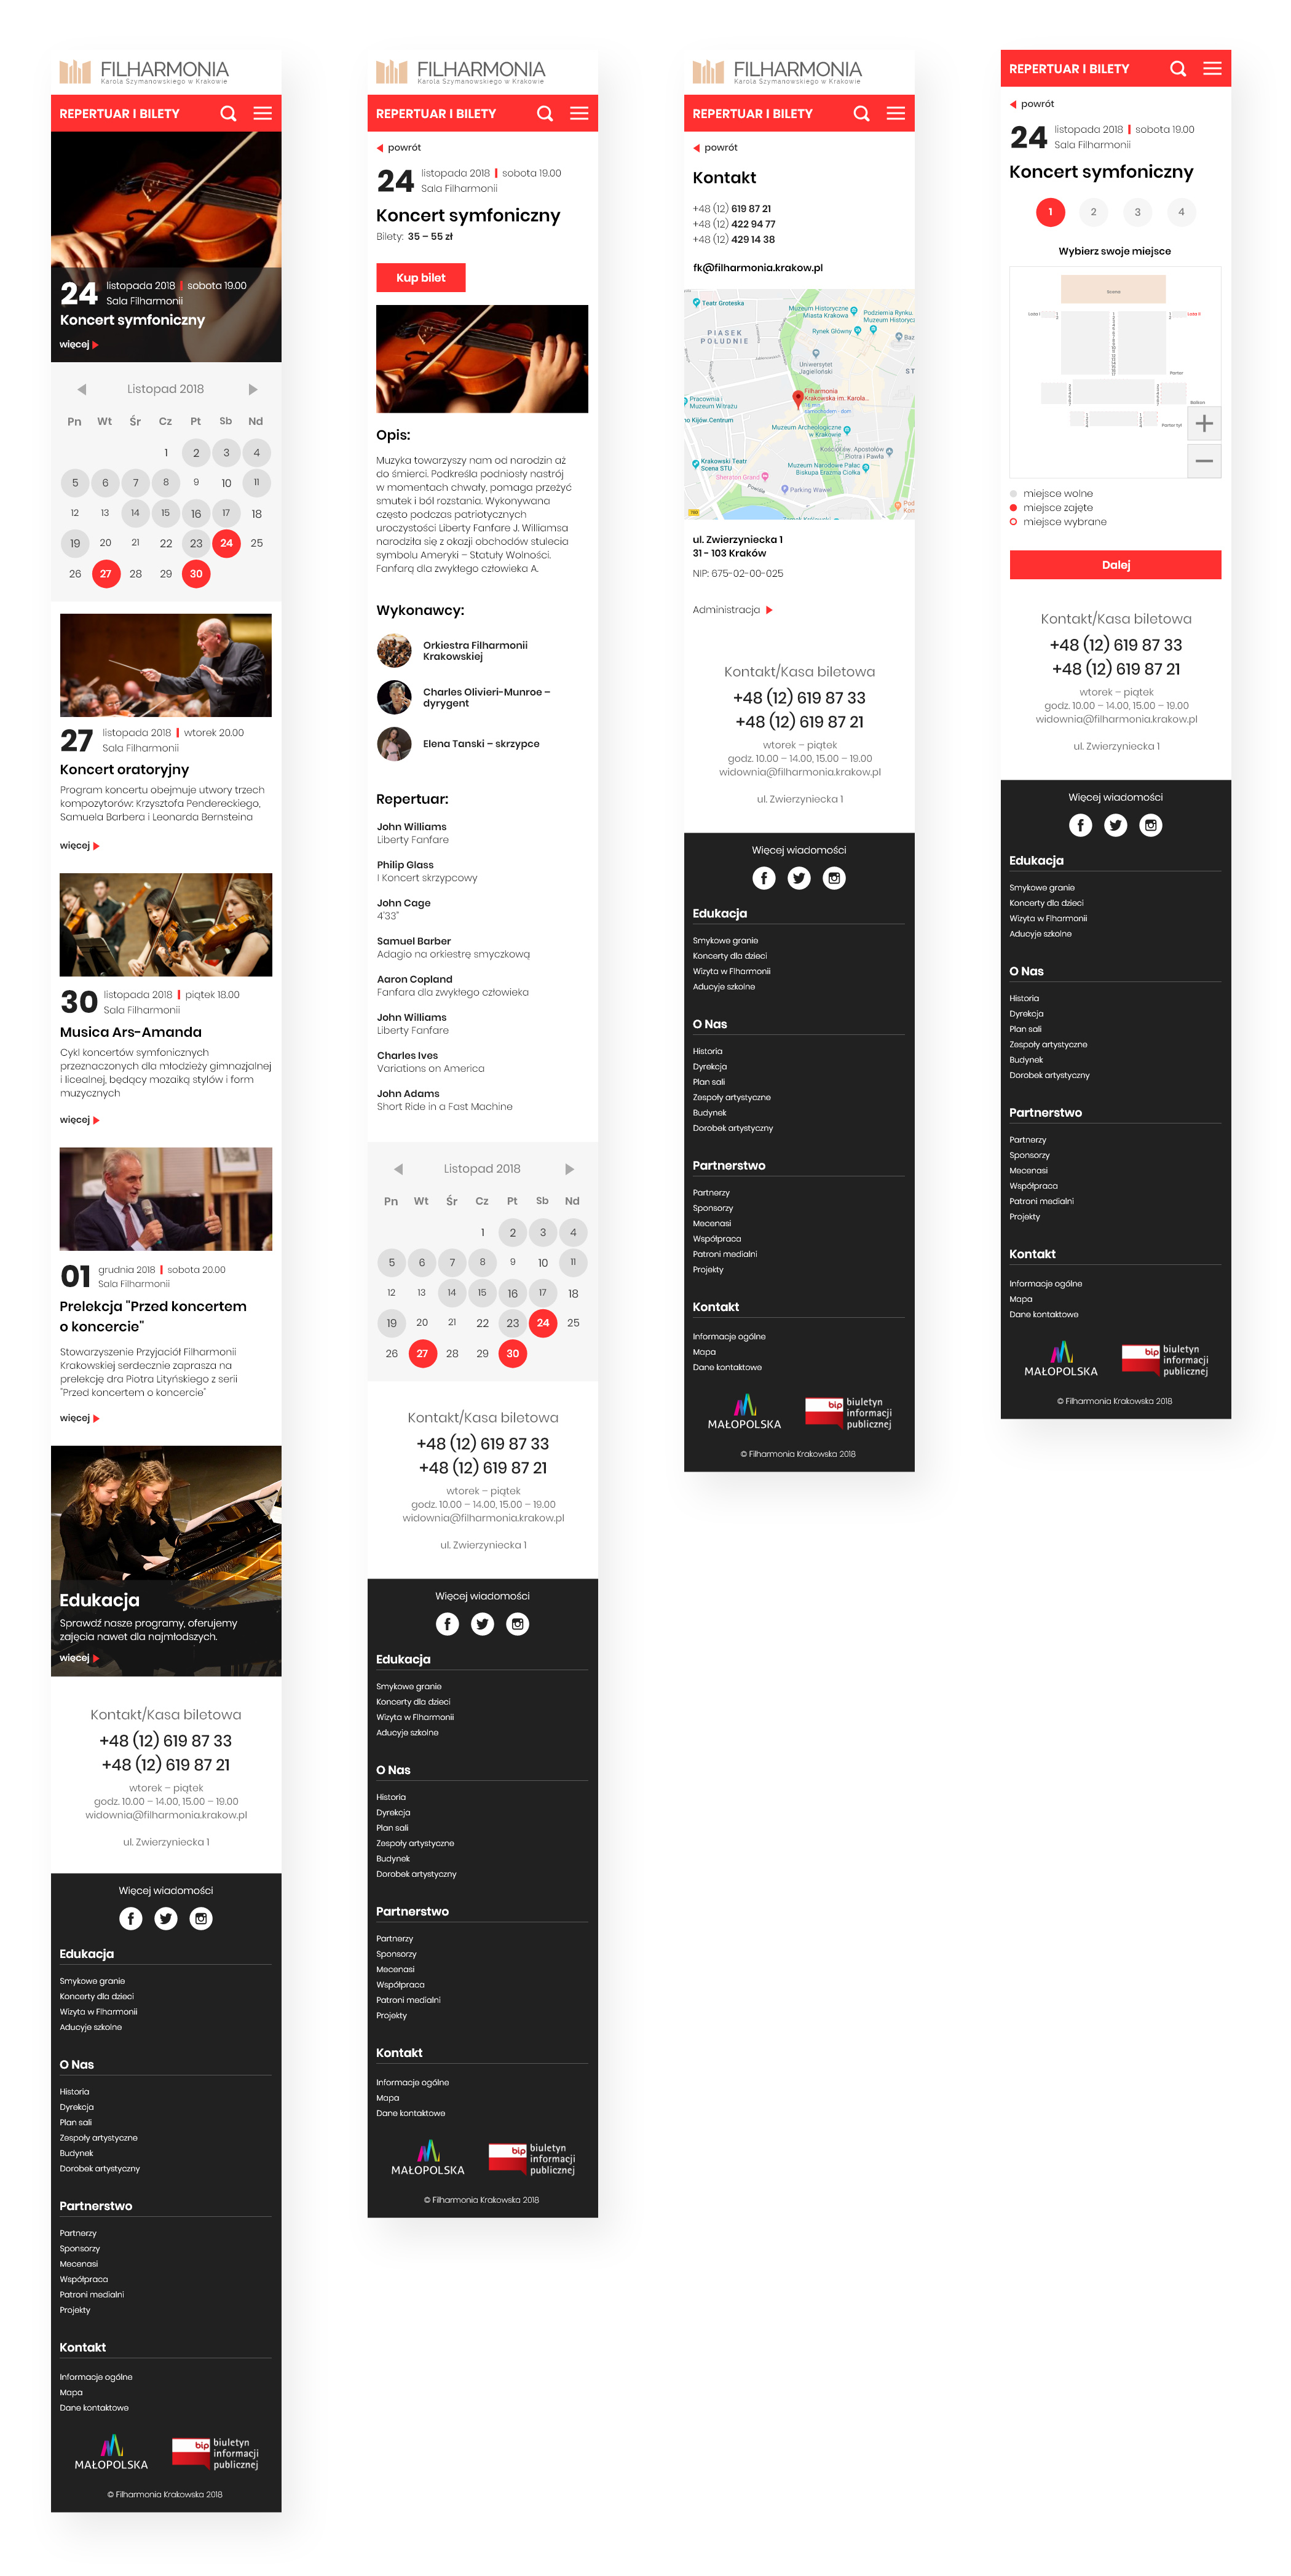 FILHARMONIA
Karola Szymanowskiego w Krakowie
REPERTUAR I BILETY
24
listopada 2018 | sobota 19.00
Sala Filharmonii
Koncert symfoniczny
więcej
Listopad 2018
Pn Wt Śr Cz Pt Sb Nd
1 2 3 4
5 6 7 8 9 10 11
12 13 14 15 16 17 18
19 20 21 22 23 24 25
26 27 28 29 30
27
listopada 2018 | wtorek 20.00
Sala Filharmonii
Koncert oratoryjny
Program koncertu obejmuje utwory trzech
kompozytorów: Krzysztofa Pendereckiego,
Samuela Barbera i Leonarda Bernsteina
więcej
30
listopada 2018 | piątek 18.00
Sala Filharmonii
Musica Ars-Amanda
Cykl koncertów symfonicznych
przeznaczonych dla młodzieży gimnazjalnej
i licealnej, będący mozaiką stylów i form
muzycznych
więcej
01
grudnia 2018 | sobota 20.00
Sala Filharmonii
Prelekcja "Przed koncertem
o koncercie"
Stowarzyszenie Przyjaciół Filharmonii
Krakowskiej serdecznie zaprasza na
prelekcję dra Piotra Lityńskiego z serii
"Przed koncertem o koncercie"
więcej
Edukacja
Sprawdź nasze programy, oferujemy
zajęcia nawet dla najmłodszych.
więcej
Kontakt/Kasa biletowa
+48 (12) 619 87 33
+48 (12) 619 87 21
wtorek – piątek
godz. 10.00 – 14.00, 15.00 – 19.00
widownia@filharmonia.krakow.pl
ul. Zwierzyniecka 1
Więcej wiadomości
Edukacja
Smykowe granie
Koncerty dla dzieci
Wizyta w Flharmonii
Aducyje szkolne
O Nas
Historia
Dyrekcja
Plan sali
Zespoły artystyczne
Budynek
Dorobek artystyczny
Partnerstwo
Partnerzy
Sponsorzy
Mecenasi
Współpraca
Patroni medialni
Projekty
Kontakt
Informacje ogólne
Mapa
Dane kontaktowe
MAŁOPOLSKA
bip
biuletyn
informacji
publicznej
© Filharmonia Krakowska 2018
FILHARMONIA
Karola Szymanowskiego w Krakowie
REPERTUAR I BILETY
powrót
24
listopada 2018 | sobota 19.00
Sala Filharmonii
Koncert symfoniczny
Bilety: 35 – 55 zł
Kup bilet
Opis:
Muzyka towarzyszy nam od narodzin aż
do śmierci. Podkreśla podniosły nastrój
w momentach chwały, pomaga przeżyć
smutek i ból rozstania. Wykonywana
często podczas patriotycznych
uroczystości Liberty Fanfare J. Williamsa
narodziła się z okazji obchodów stulecia
symbolu Ameryki – Statuły Wolności.
Fanfarą dla zwykłego człowieka A.
Wykonawcy:
Orkiestra Filharmonii
Krakowskiej
Charles Olivieri-Munroe –
dyrygent
Elena Tanski – skrzypce
Repertuar:
John Williams
Liberty Fanfare
Philip Glass
I Koncert skrzypcowy
John Cage
4'33"
Samuel Barber
Adagio na orkiestrę smyczkową
Aaron Copland
Fanfara dla zwykłego człowieka
John Williams
Liberty Fanfare
Charles Ives
Variations on America
John Adams
Short Ride in a Fast Machine
Listopad 2018
Pn Wt Śr Cz Pt Sb Nd
1 2 3 4
5 6 7 8 9 10 11
12 13 14 15 16 17 18
19 20 21 22 23 24 25
26 27 28 29 30
Kontakt/Kasa biletowa
+48 (12) 619 87 33
+48 (12) 619 87 21
wtorek – piątek
godz. 10.00 – 14.00, 15.00 – 19.00
widownia@filharmonia.krakow.pl
ul. Zwierzyniecka 1
Więcej wiadomości
Edukacja
Smykowe granie
Koncerty dla dzieci
Wizyta w Flharmonii
Aducyje szkolne
O Nas
Historia
Dyrekcja
Plan sali
Zespoły artystyczne
Budynek
Dorobek artystyczny
Partnerstwo
Partnerzy
Sponsorzy
Mecenasi
Współpraca
Patroni medialni
Projekty
Kontakt
Informacje ogólne
Mapa
Dane kontaktowe
MAŁOPOLSKA
bip
biuletyn
informacji
publicznej
© Filharmonia Krakowska 2018
FILHARMONIA
Karola Szymanowskiego w Krakowie
REPERTUAR I BILETY
powrót
Kontakt
+48 (12) 619 87 21
+48 (12) 422 94 77
+48 (12) 429 14 38
fk@filharmonia.krakow.pl
Teatr Groteska
Muzeum Historyczne
Miasta Krakowa
Podziemia Rynku.
Muzeum Historycz
Rynek Główny
PIASEK
POŁUDNIE
Baz
Uniwersytet
Jagielloński
ST
Filharmonia
Krakowska im. Karola...
Pracownia i
Muzeum Witrażu
Kijów Centrum
Muzeum Archeologiczne
w Krakowie
Kościół św. Apostołów
Piotra i Pawła
Krakowski Teatr
Scena STU
Muzeum Narodowe Pałac
Biskupa Erazma Ciołka
Sheraton Grand
Parking Wawel
ul. Zwierzyniecka 1
31 - 103 Kraków
NIP: 675-02-00-025
Administracja
Kontakt/Kasa biletowa
+48 (12) 619 87 33
+48 (12) 619 87 21
wtorek – piątek
godz. 10.00 – 14.00, 15.00 – 19.00
widownia@filharmonia.krakow.pl
ul. Zwierzyniecka 1
Więcej wiadomości
Edukacja
Smykowe granie
Koncerty dla dzieci
Wizyta w Flharmonii
Aducyje szkolne
O Nas
Historia
Dyrekcja
Plan sali
Zespoły artystyczne
Budynek
Dorobek artystyczny
Partnerstwo
Partnerzy
Sponsorzy
Mecenasi
Współpraca
Patroni medialni
Projekty
Kontakt
Informacje ogólne
Mapa
Dane kontaktowe
MAŁOPOLSKA
bip
biuletyn
informacji
publicznej
© Filharmonia Krakowska 2018
REPERTUAR I BILETY
powrót
24
listopada 2018 | sobota 19.00
Sala Filharmonii
Koncert symfoniczny
1 2 3 4
Wybierz swoje miejsce
Scena
Parter
Balkon
Parter tył
+
−
miejsce wolne
miejsce zajęte
miejsce wybrane
Dalej
Kontakt/Kasa biletowa
+48 (12) 619 87 33
+48 (12) 619 87 21
wtorek – piątek
godz. 10.00 – 14.00, 15.00 – 19.00
widownia@filharmonia.krakow.pl
ul. Zwierzyniecka 1
Więcej wiadomości
Edukacja
Smykowe granie
Koncerty dla dzieci
Wizyta w Flharmonii
Aducyje szkolne
O Nas
Historia
Dyrekcja
Plan sali
Zespoły artystyczne
Budynek
Dorobek artystyczny
Partnerstwo
Partnerzy
Sponsorzy
Mecenasi
Współpraca
Patroni medialni
Projekty
Kontakt
Informacje ogólne
Mapa
Dane kontaktowe
MAŁOPOLSKA
bip
biuletyn
informacji
publicznej
© Filharmonia Krakowska 2018